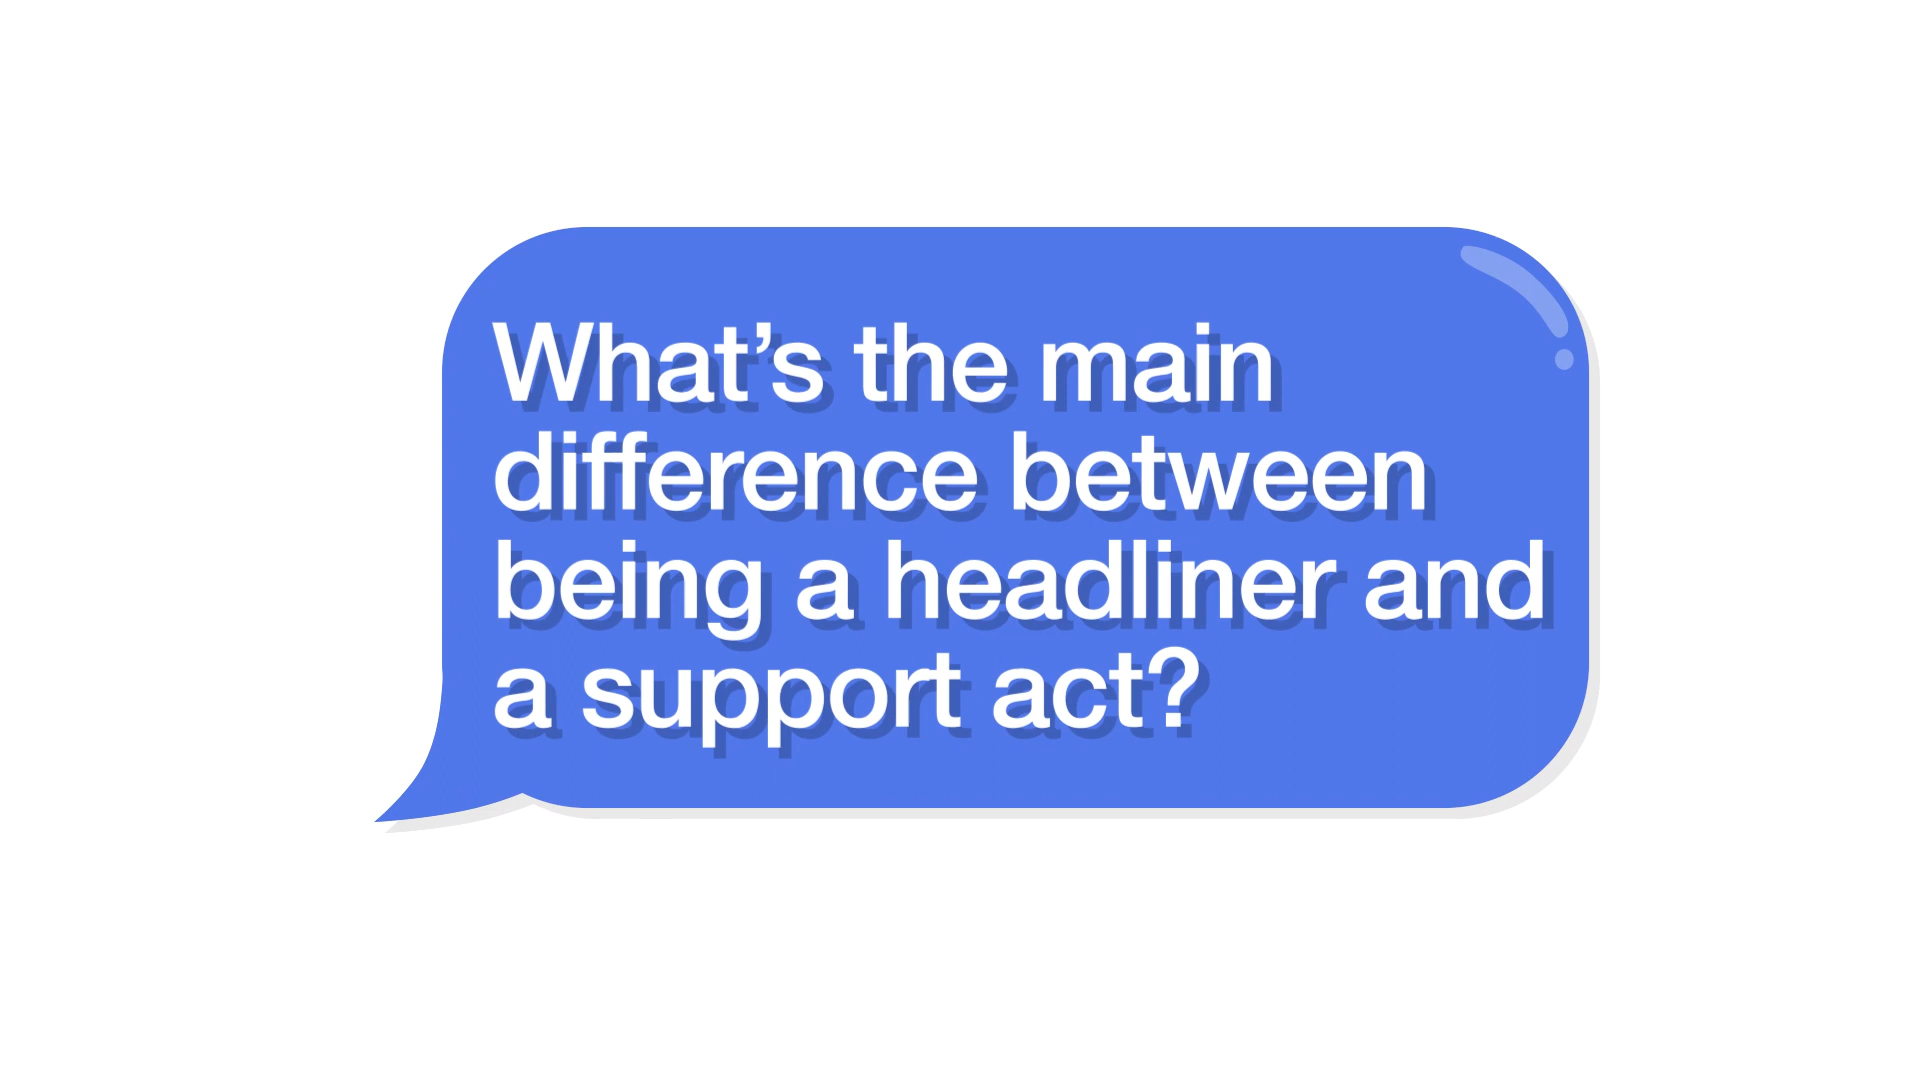 What’s the main
difference between
being a headliner and
a support act?